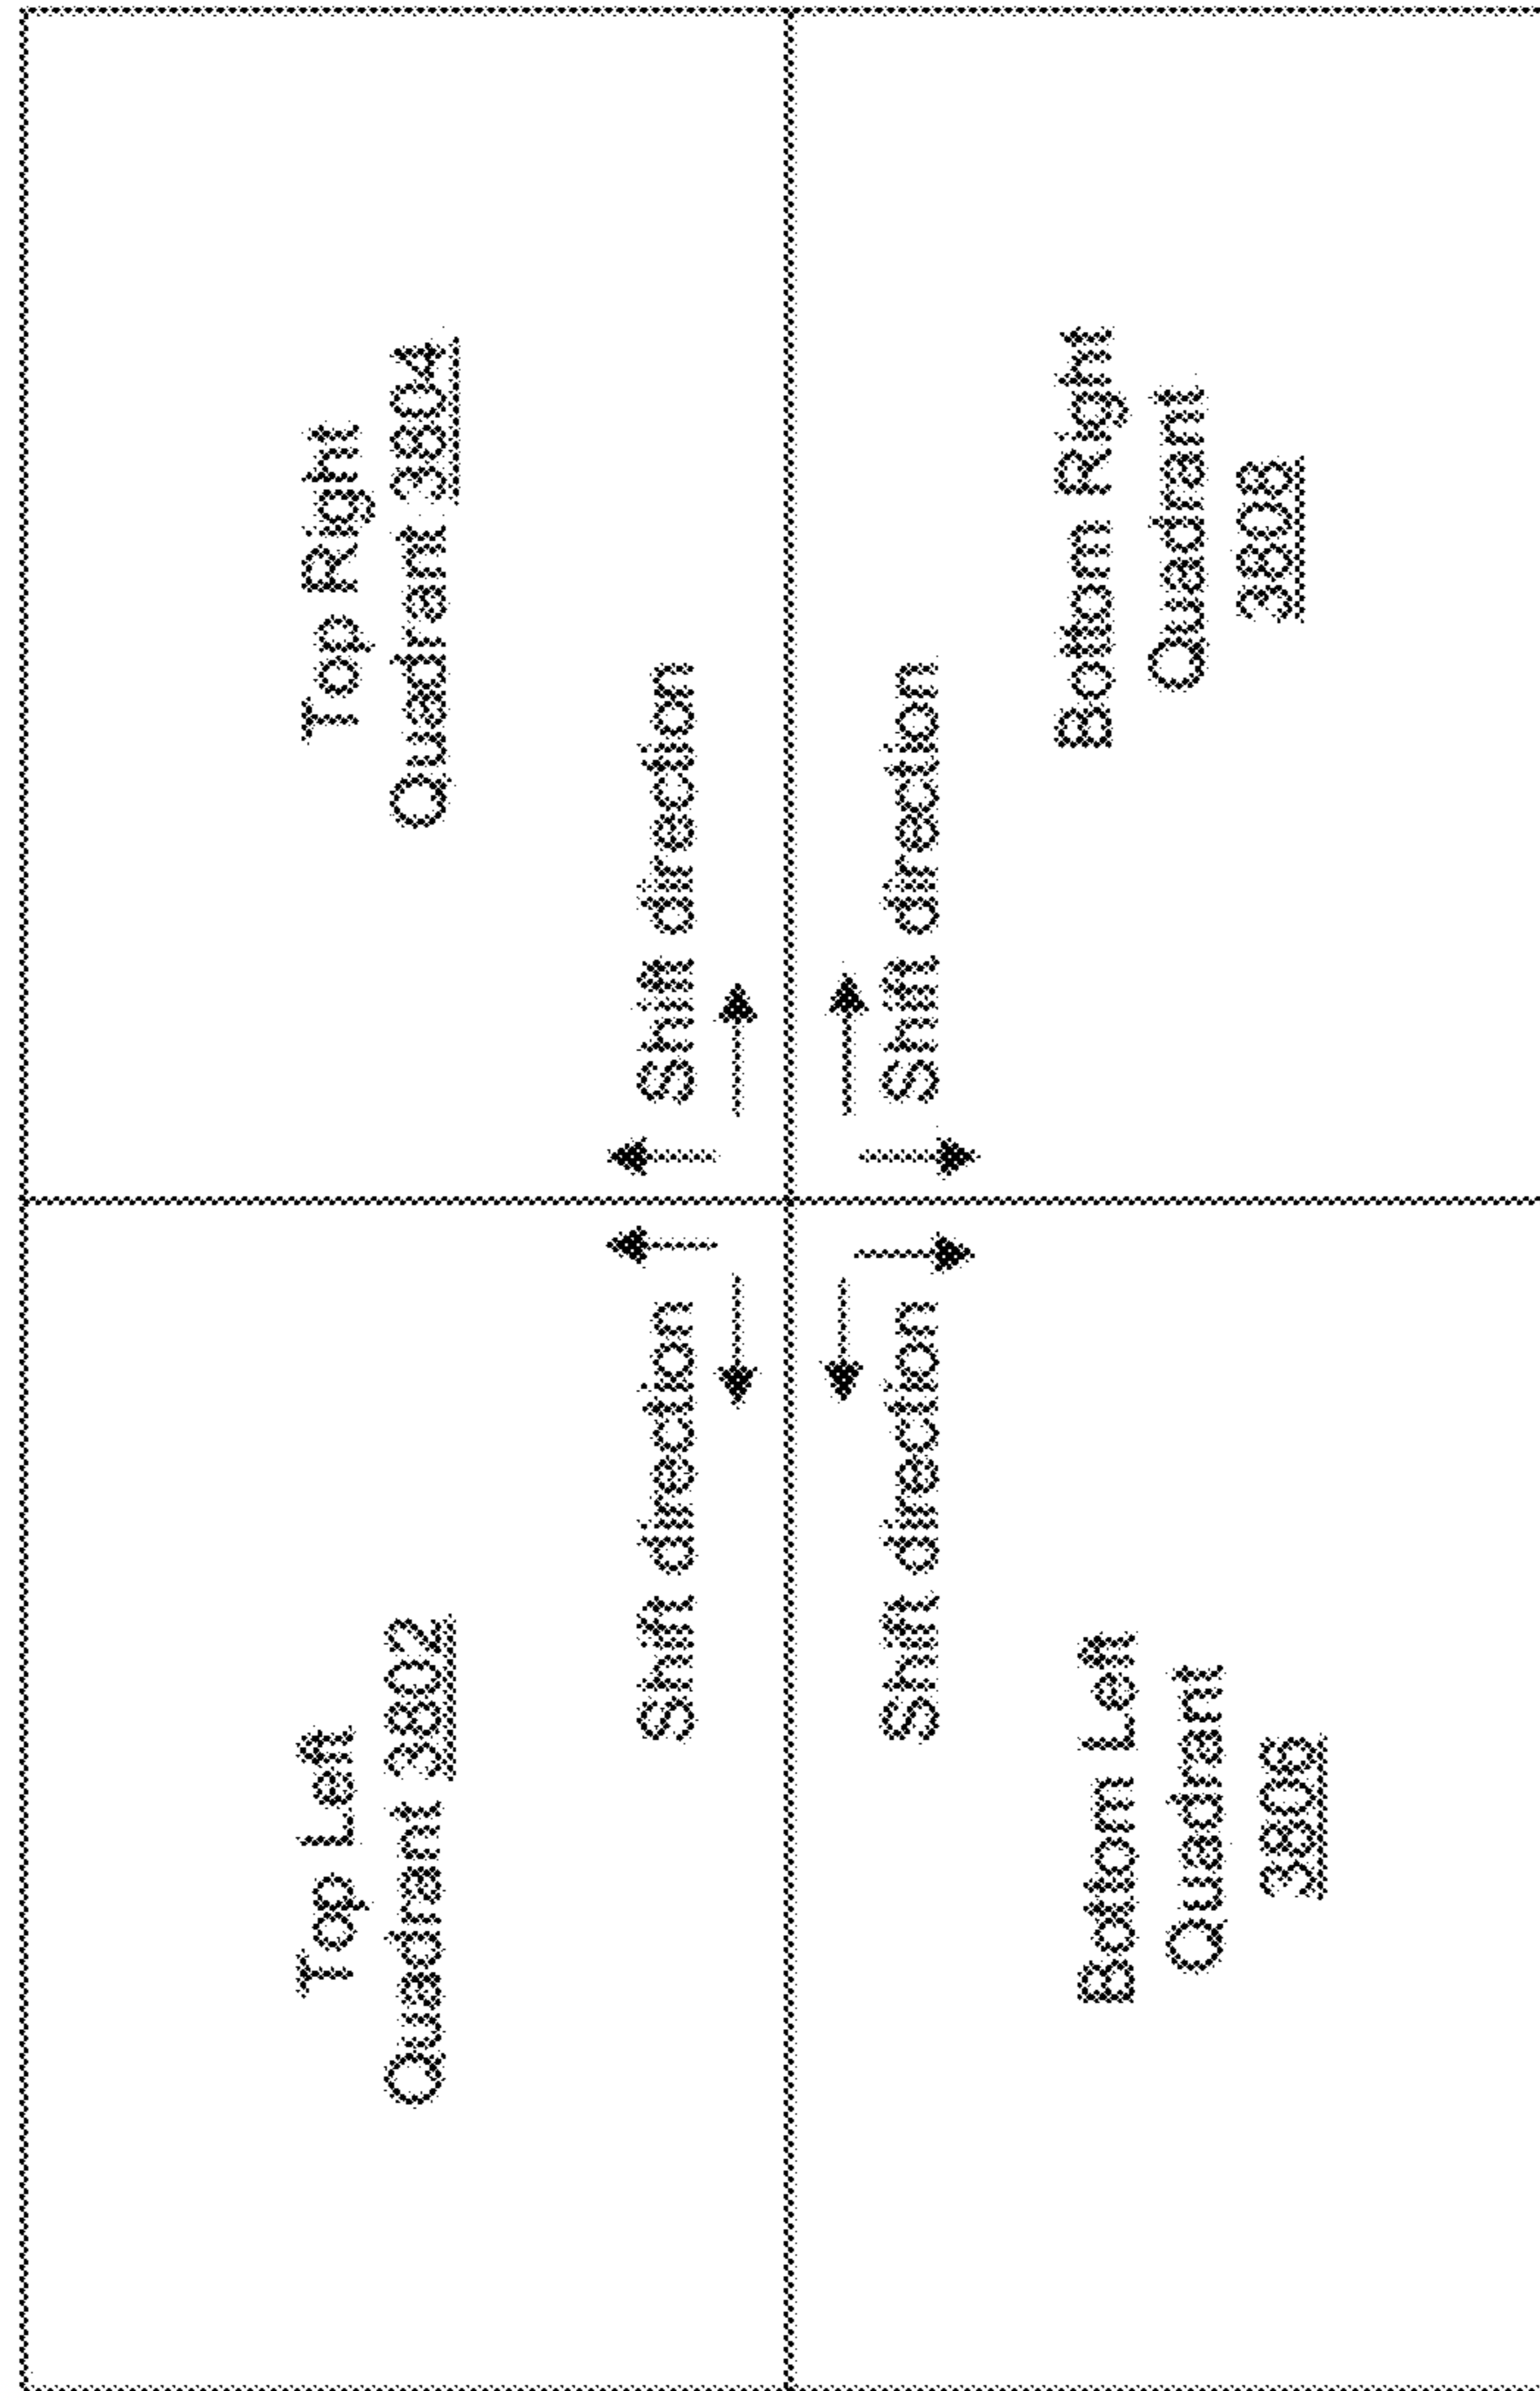 Top Left
Quadrant 3802
Shift direction
Top Right
Quadrant 3804
Shift direction
Shift direction
Bottom Left
Quadrant
3806
Shift direction
Bottom Right
Quadrant
3808